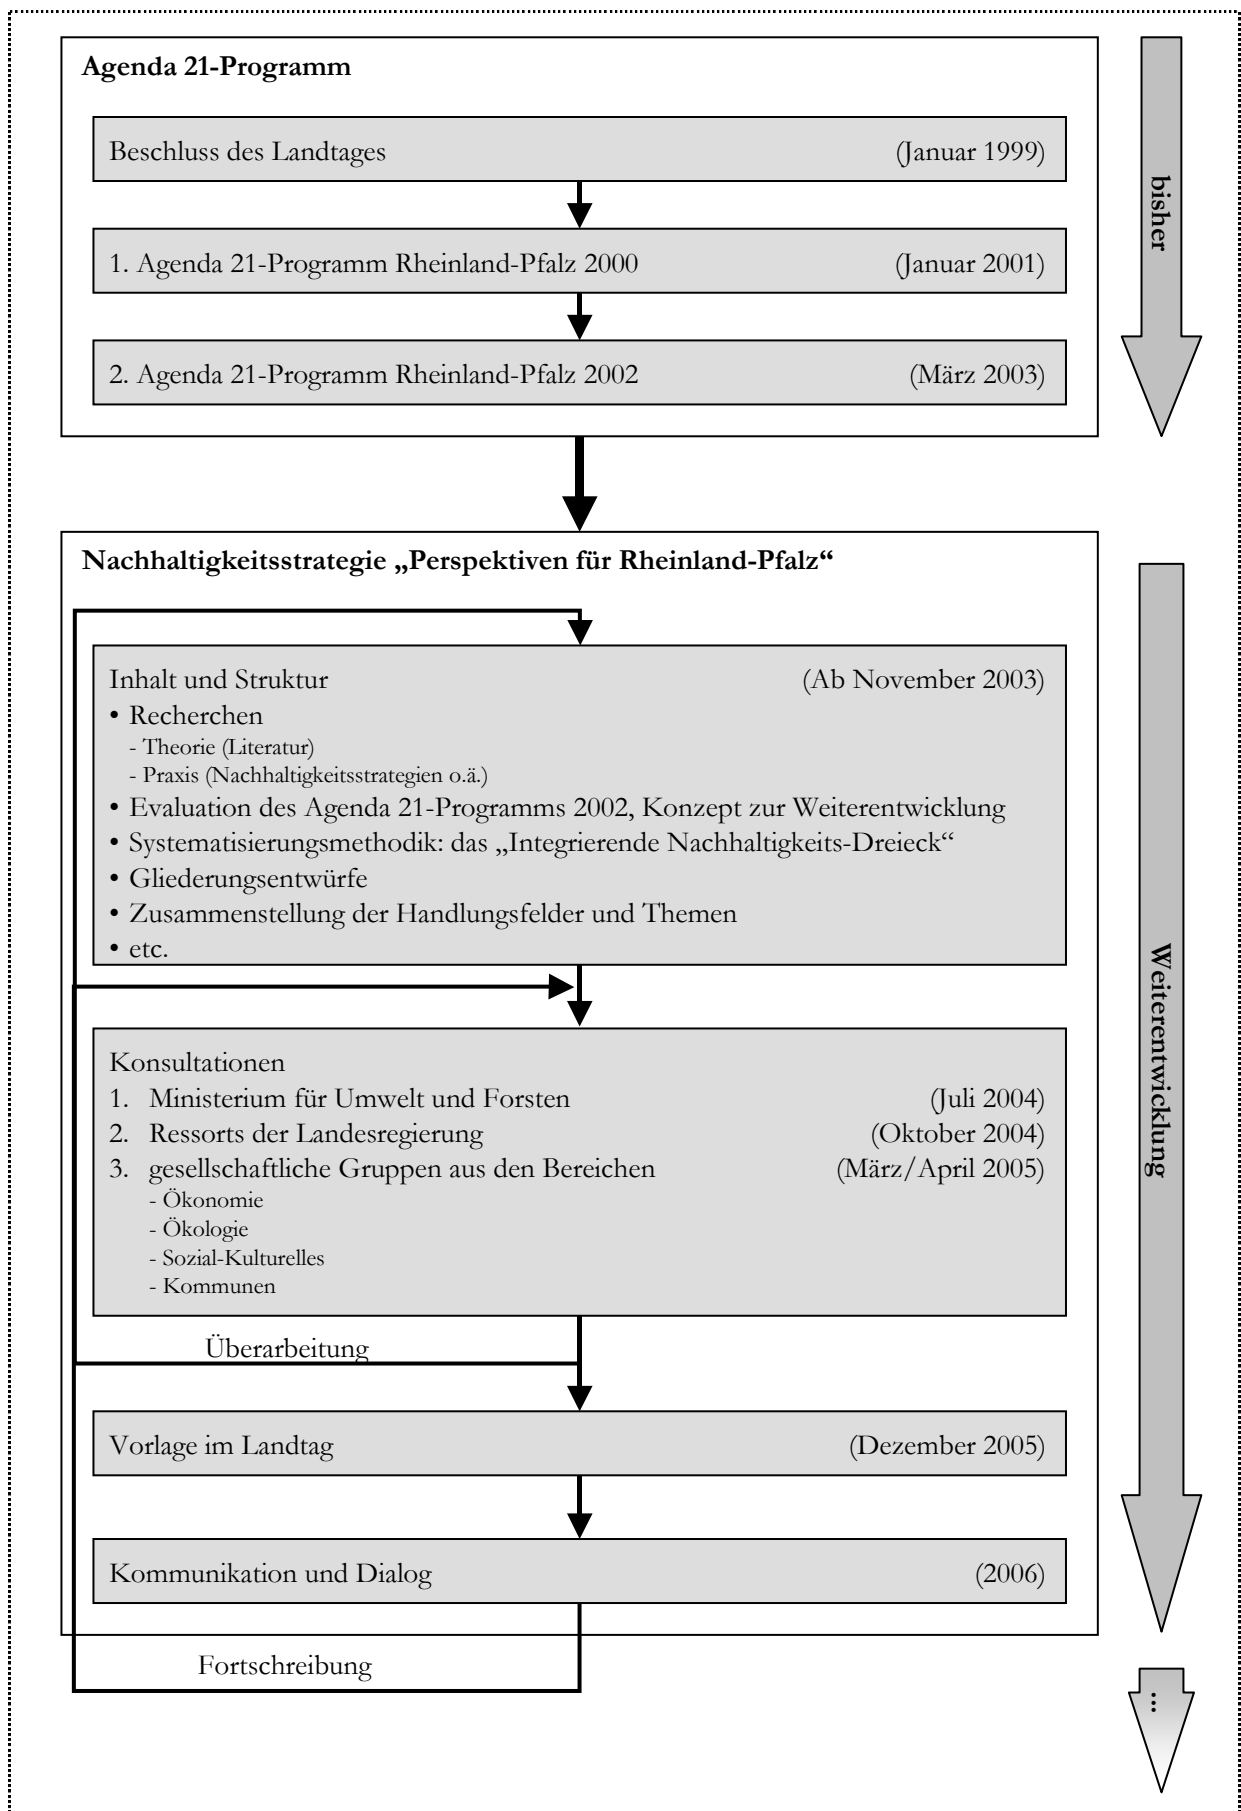 Agenda 21-Programm
Beschluss des Landtages (Januar 1999)
1. Agenda 21-Programm Rheinland-Pfalz 2000 (Januar 2001)
2. Agenda 21-Programm Rheinland-Pfalz 2002 (März 2003)
bisher
Nachhaltigkeitsstrategie „Perspektiven für Rheinland-Pfalz“
Inhalt und Struktur (Ab November 2003)
• Recherchen
- Theorie (Literatur)
- Praxis (Nachhaltigkeitsstrategien o.ä.)
• Evaluation des Agenda 21-Programms 2002, Konzept zur Weiterentwicklung
• Systematisierungsmethodik: das „Integrierende Nachhaltigkeits-Dreieck“
• Gliederungsentwürfe
• Zusammenstellung der Handlungsfelder und Themen
• etc.
Konsultationen
1. Ministerium für Umwelt und Forsten (Juli 2004)
2. Ressorts der Landesregierung (Oktober 2004)
3. gesellschaftliche Gruppen aus den Bereichen (März/April 2005)
- Ökonomie
- Ökologie
- Sozial-Kulturelles
- Kommunen
Überarbeitung
Vorlage im Landtag (Dezember 2005)
Kommunikation und Dialog (2006)
Weiterentwicklung
Fortschreibung
...